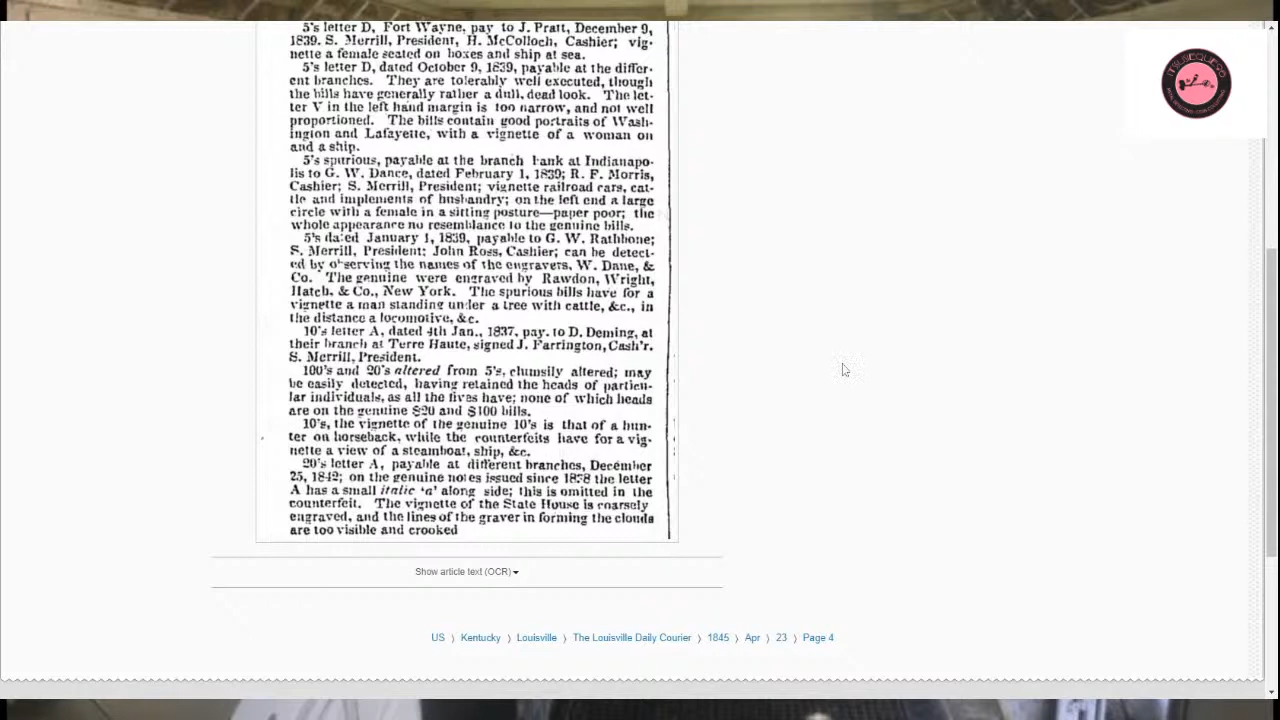 5's letter D, Fort Wayne, pay to J. Pratt, December 9,
1839. S. Merrill, President, H. McColloch, Cashier; vig-
nette a female seated on boxes and ship at sea.
5's letter D, dated October 9, 1839, payable at the differ-
ent branches. They are tolerably well executed, though
the bills have generally rather a dull, dead look. The let-
ter V in the left hand margin is too narrow, and not well
proportioned. The bills contain good portraits of Wash-
ington and Lafayette, with a vignette of a woman on
and a ship.
5's spurious, payable at the branch bank at Indianapo-
lis to G. W. Dance, dated February 1, 1839; R. F. Morris,
Cashier; S. Merrill, President; vignette railroad cars, cat-
tle and implements of husbandry; on the left end a large
circle with a female in a sitting posture—paper poor; the
whole appearance no resemblance to the genuine bills.
5's dated January 1, 1839, payable to G. W. Rathbone;
S. Merrill, President; John Ross, Cashier; can be detect-
ed by observing the names of the engravers, W. Dane, &
Co. The genuine were engraved by Rawdon, Wright,
Hatch, & Co., New York. The spurious bills have for a
vignette a man standing under a tree with cattle, &c., in
the distance a locomotive, &c.
10's letter A, dated 4th Jan., 1837, pay. to D. Deming, at
their branch at Terre Haute, signed J. Farrington, Cash'r.
S. Merrill, President.
100's and 20's altered from 5's, clumsily altered; may
be easily detected, having retained the heads of particu-
lar individuals, as all the fives have; none of which heads
are on the genuine $20 and $100 bills.
10's, the vignette of the genuine 10's is that of a hun-
ter on horseback, while the counterfeits have for a vig-
nette a view of a steamboat, ship, &c.
20's letter A, payable at different branches, December
25, 1842; on the genuine notes issued since 1838 the letter
A has a small italic 'a' along side; this is omitted in the
counterfeit. The vignette of the State House is coarsely
engraved, and the lines of the graver in forming the clouds
are too visible and crooked
Show article text (OCR)
US 〉 Kentucky 〉 Louisville 〉 The Louisville Daily Courier 〉 1845 〉 Apr 〉 23 〉 Page 4